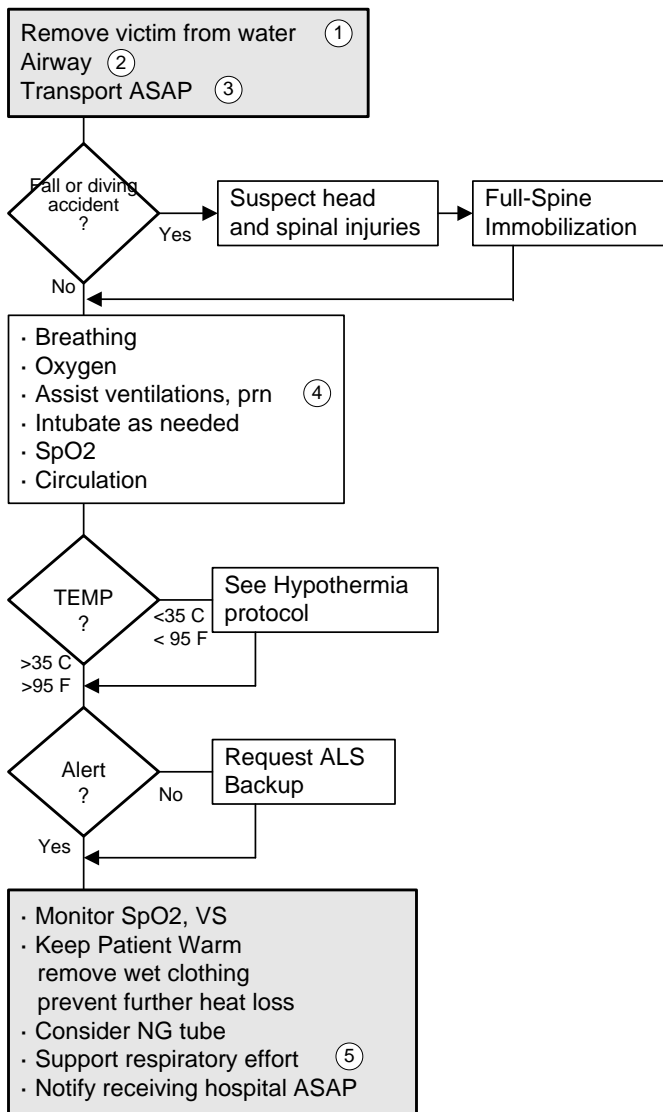 Remove victim from water 1
Airway 2
Transport ASAP 3
Fall or diving
accident
?
Yes
Suspect head
and spinal injuries
Full-Spine
Immobilization
No
· Breathing
· Oxygen
· Assist ventilations, prn 4
· Intubate as needed
· SpO2
· Circulation
TEMP
?
<35 C
< 95 F
See Hypothermia
protocol
>35 C
>95 F
Alert
?
No
Request ALS
Backup
Yes
· Monitor SpO2, VS
· Keep Patient Warm
remove wet clothing
prevent further heat loss
· Consider NG tube
· Support respiratory effort 5
· Notify receiving hospital ASAP